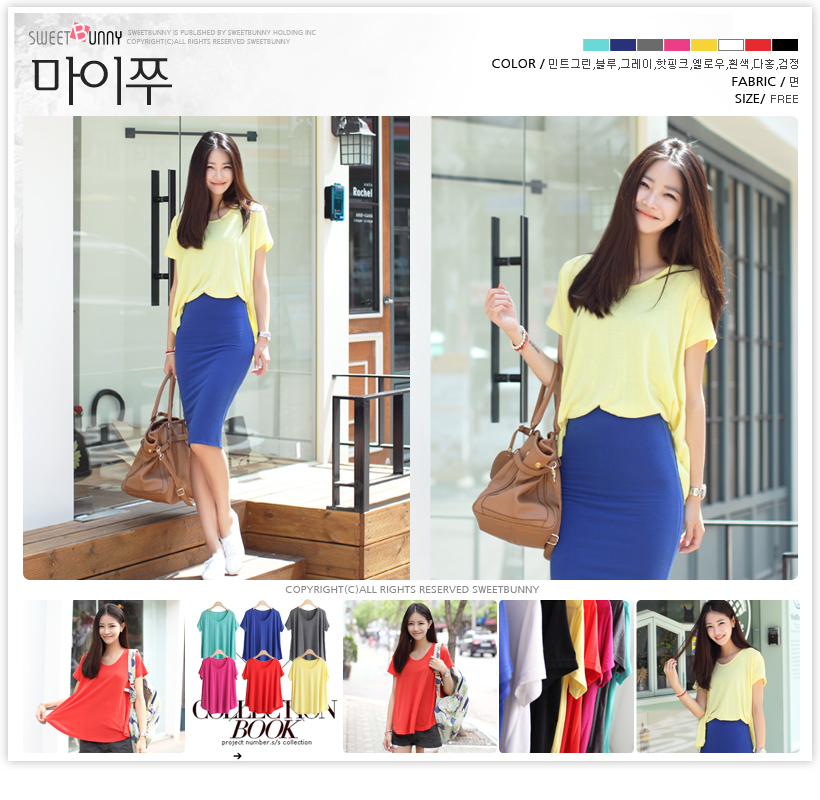 SWEETBUNNY
SWEETBUNNY IS PUBLISHED BY SWEETBUNNY HOLDING INC
COPYRIGHT(C)ALL RIGHTS RESERVED SWEETBUNNY
마이쮸
COLOR / 민트그린,블루,그레이,핫핑크,옐로우,흰색,다홍,검정
FABRIC / 면
SIZE/ FREE
Rachel
COPYRIGHT(C)ALL RIGHTS RESERVED SWEETBUNNY
COLLECTION
BOOK
project number.s/s collection